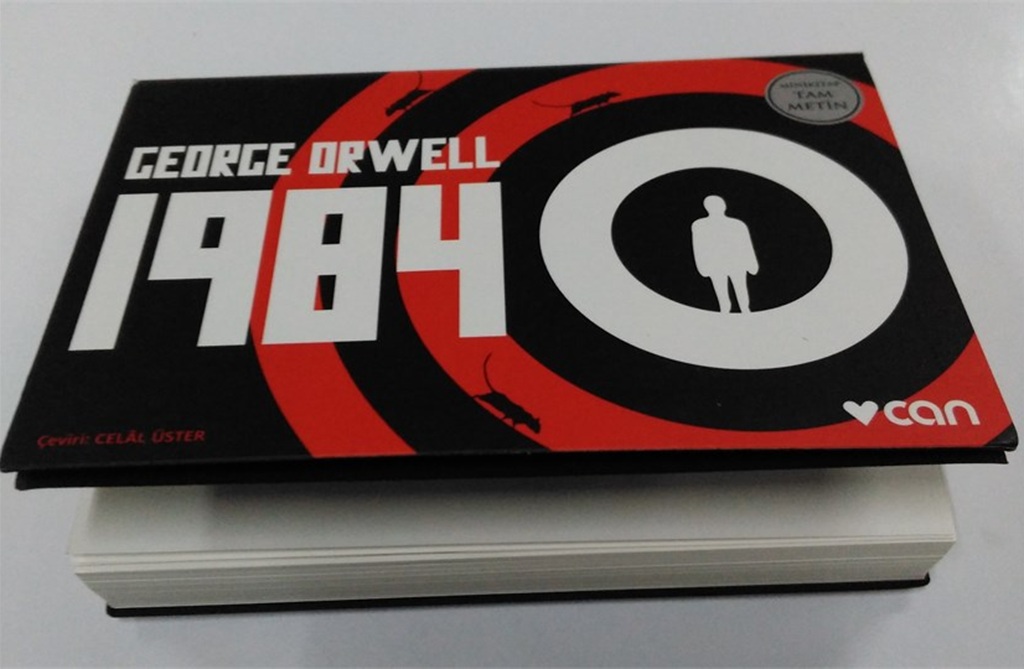 MİNİKİTAP
TAM
METİN
GEORGE ORWELL
1984
can
Çeviri: CELÂL ÜSTER